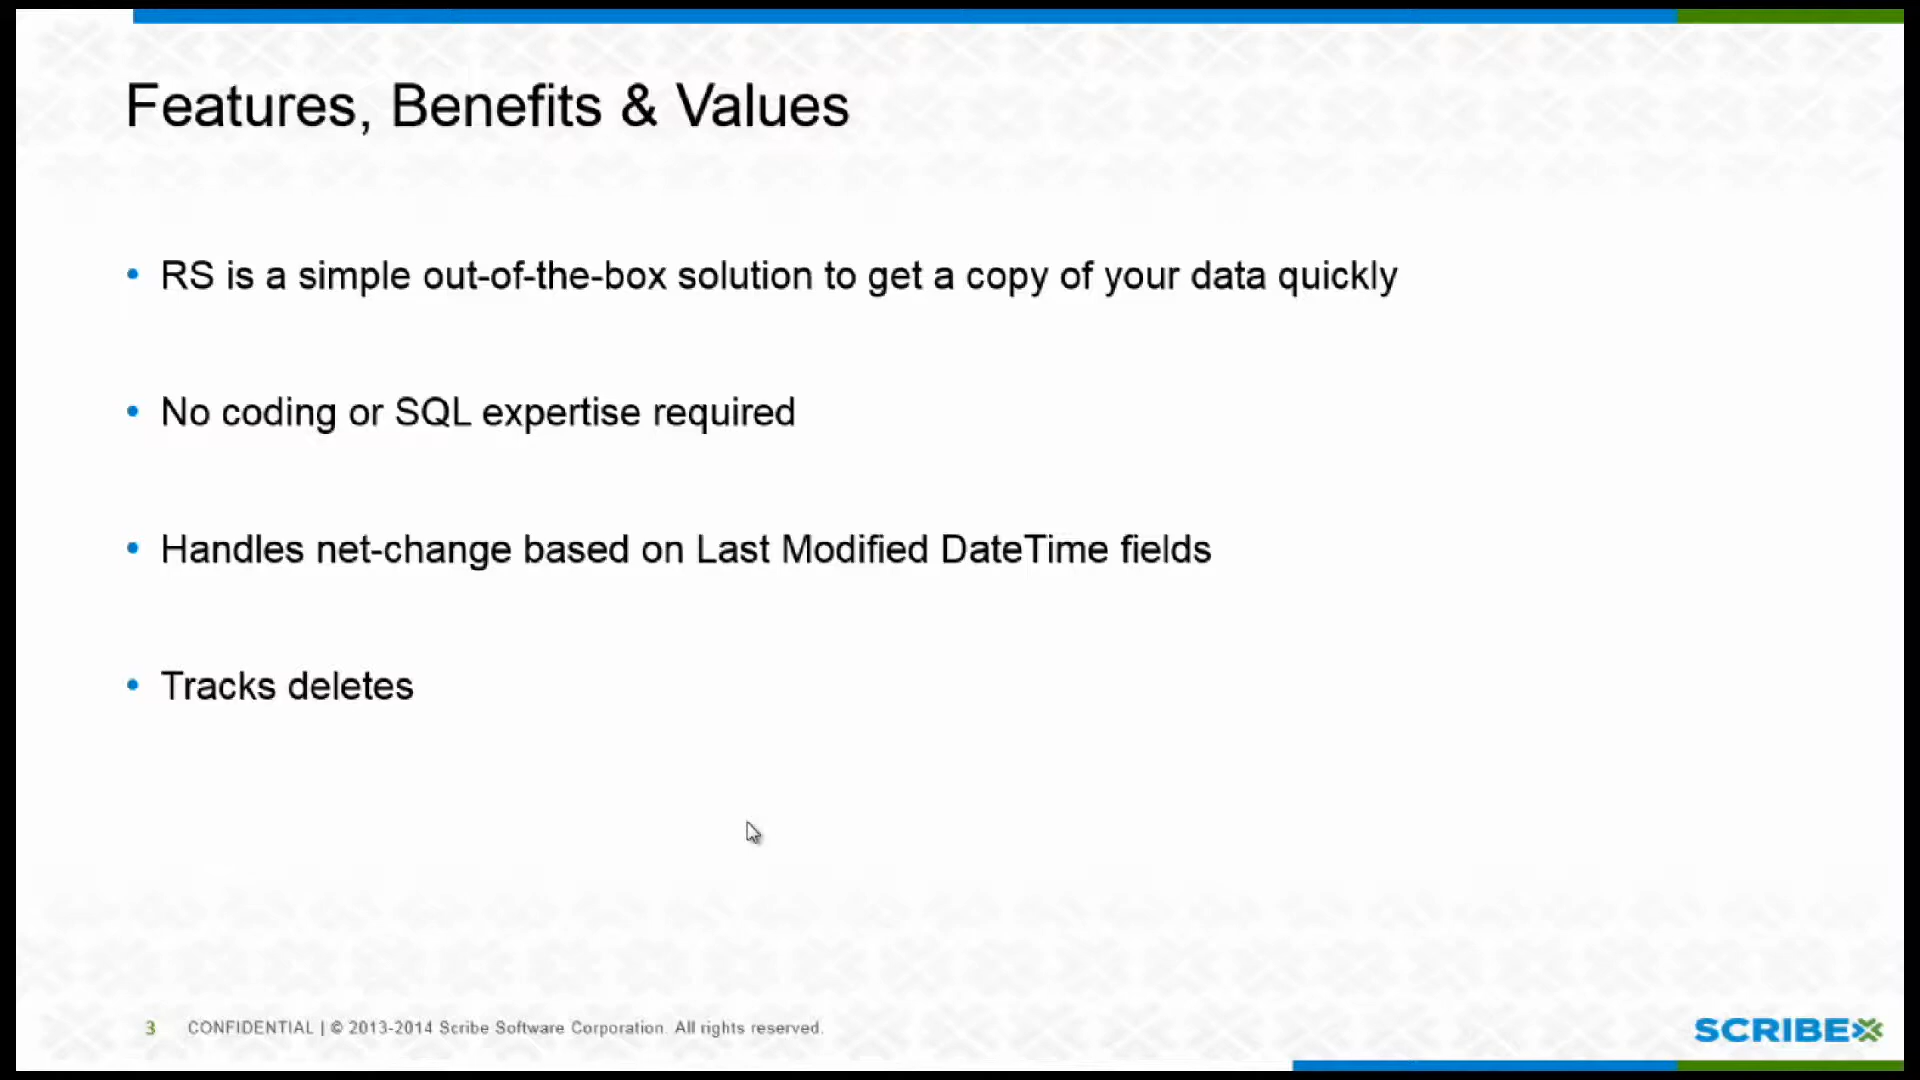 Features, Benefits & Values
• RS is a simple out-of-the-box solution to get a copy of your data quickly
• No coding or SQL expertise required
• Handles net-change based on Last Modified DateTime fields
• Tracks deletes
3 CONFIDENTIAL | © 2013-2014 Scribe Software Corporation. All rights reserved.
SCRIBE